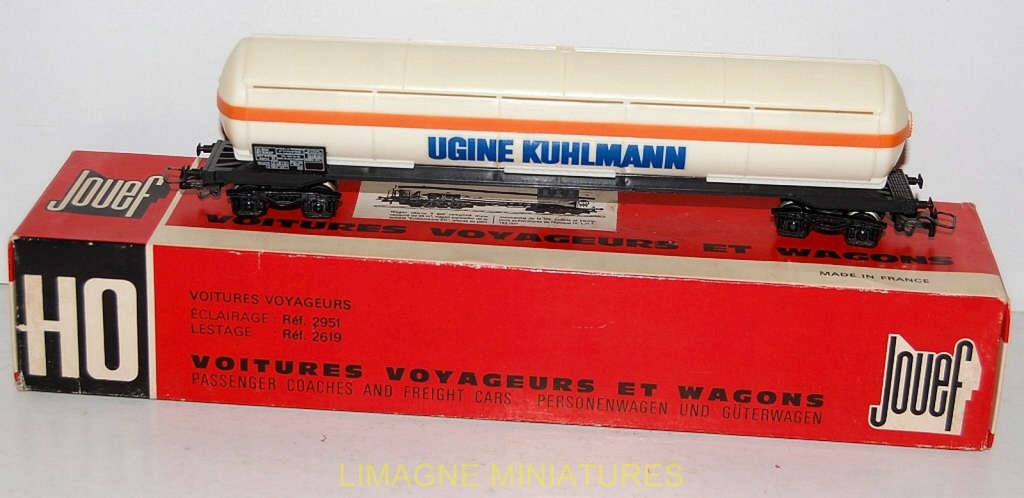 UGINE KUHLMANN
Jouef
VOITURES VOYAGEURS ET WAGONS
MADE IN FRANCE
HO
VOITURES VOYAGEURS
ÉCLAIRAGE : Réf. 2951
LESTAGE : Réf. 2619
VOITURES VOYAGEURS ET WAGONS
PASSENGER COACHES AND FREIGHT CARS - PERSONENWAGEN UND GÜTERWAGEN
Jouef
LIMAGNE MINIATURES